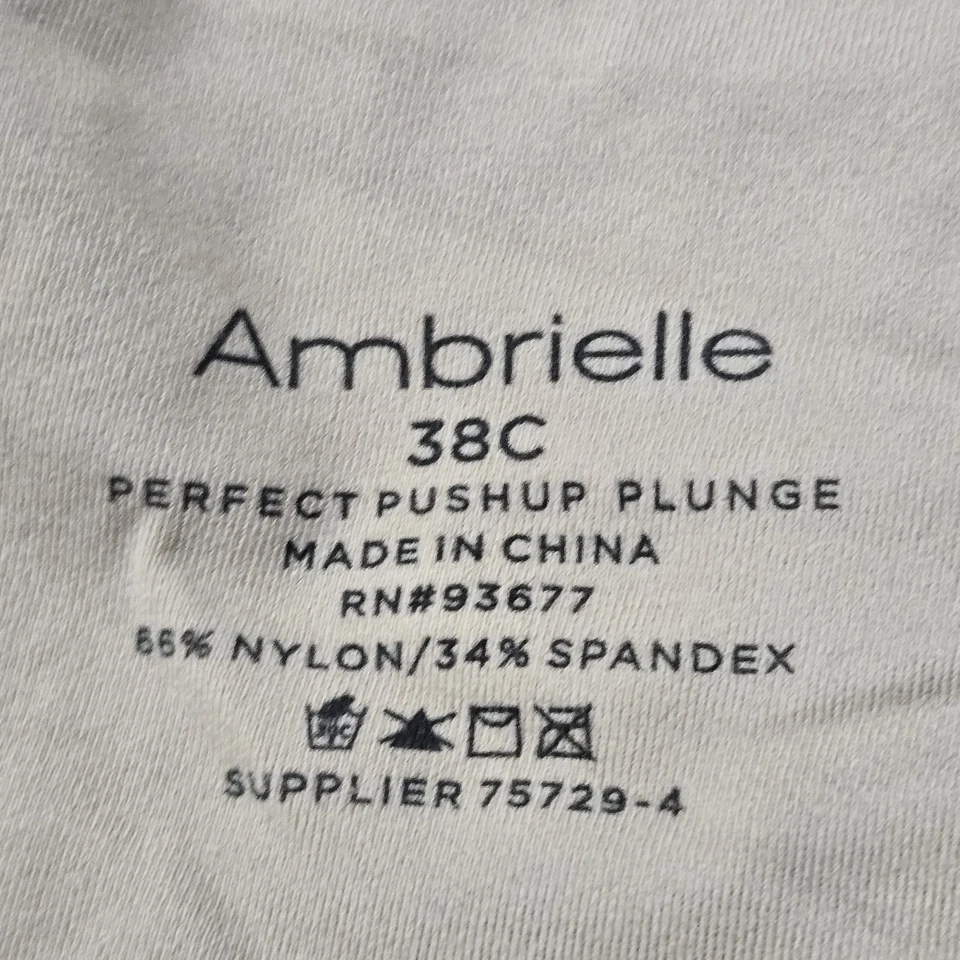 Ambrielle
38C
PERFECT PUSHUP PLUNGE
MADE IN CHINA
RN#93677
66% NYLON/34% SPANDEX
SUPPLIER 75729-4